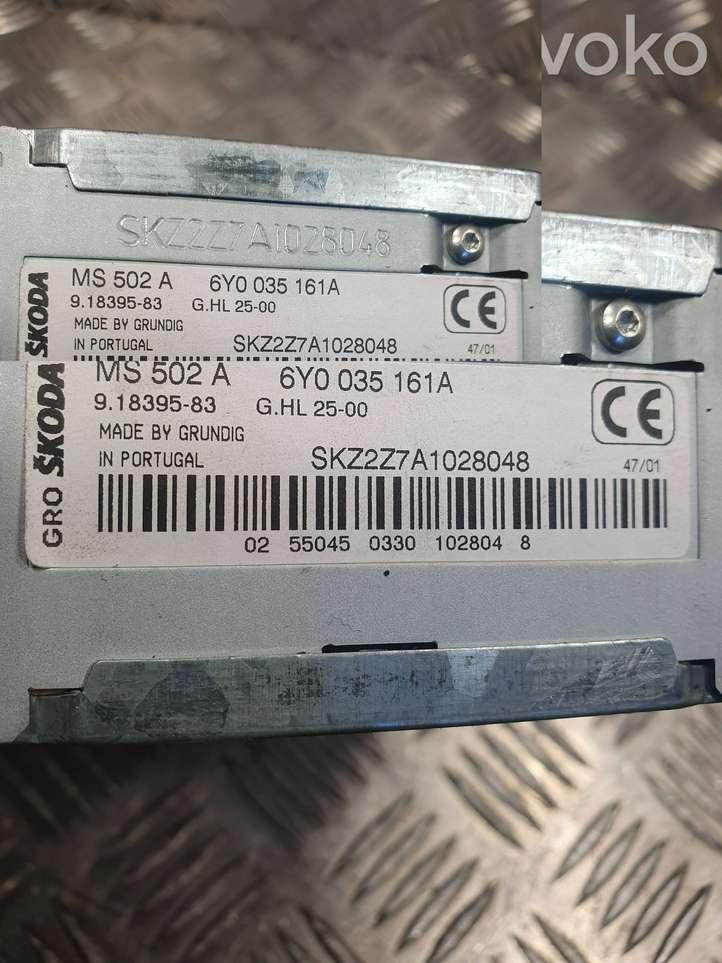 voko
SKZ2Z7A1028048
MS 502 A 6Y0 035 161A
9.18395-83 G.HL 25-00
MADE BY GRUNDIG
IN PORTUGAL SKZ2Z7A1028048 47/01
ŠKODA
MS 502 A 6Y0 035 161A
9.18395-83 G.HL 25-00
MADE BY GRUNDIG
IN PORTUGAL SKZ2Z7A1028048 47/01
GRO ŠKODA
02 55045 0330 102804 8